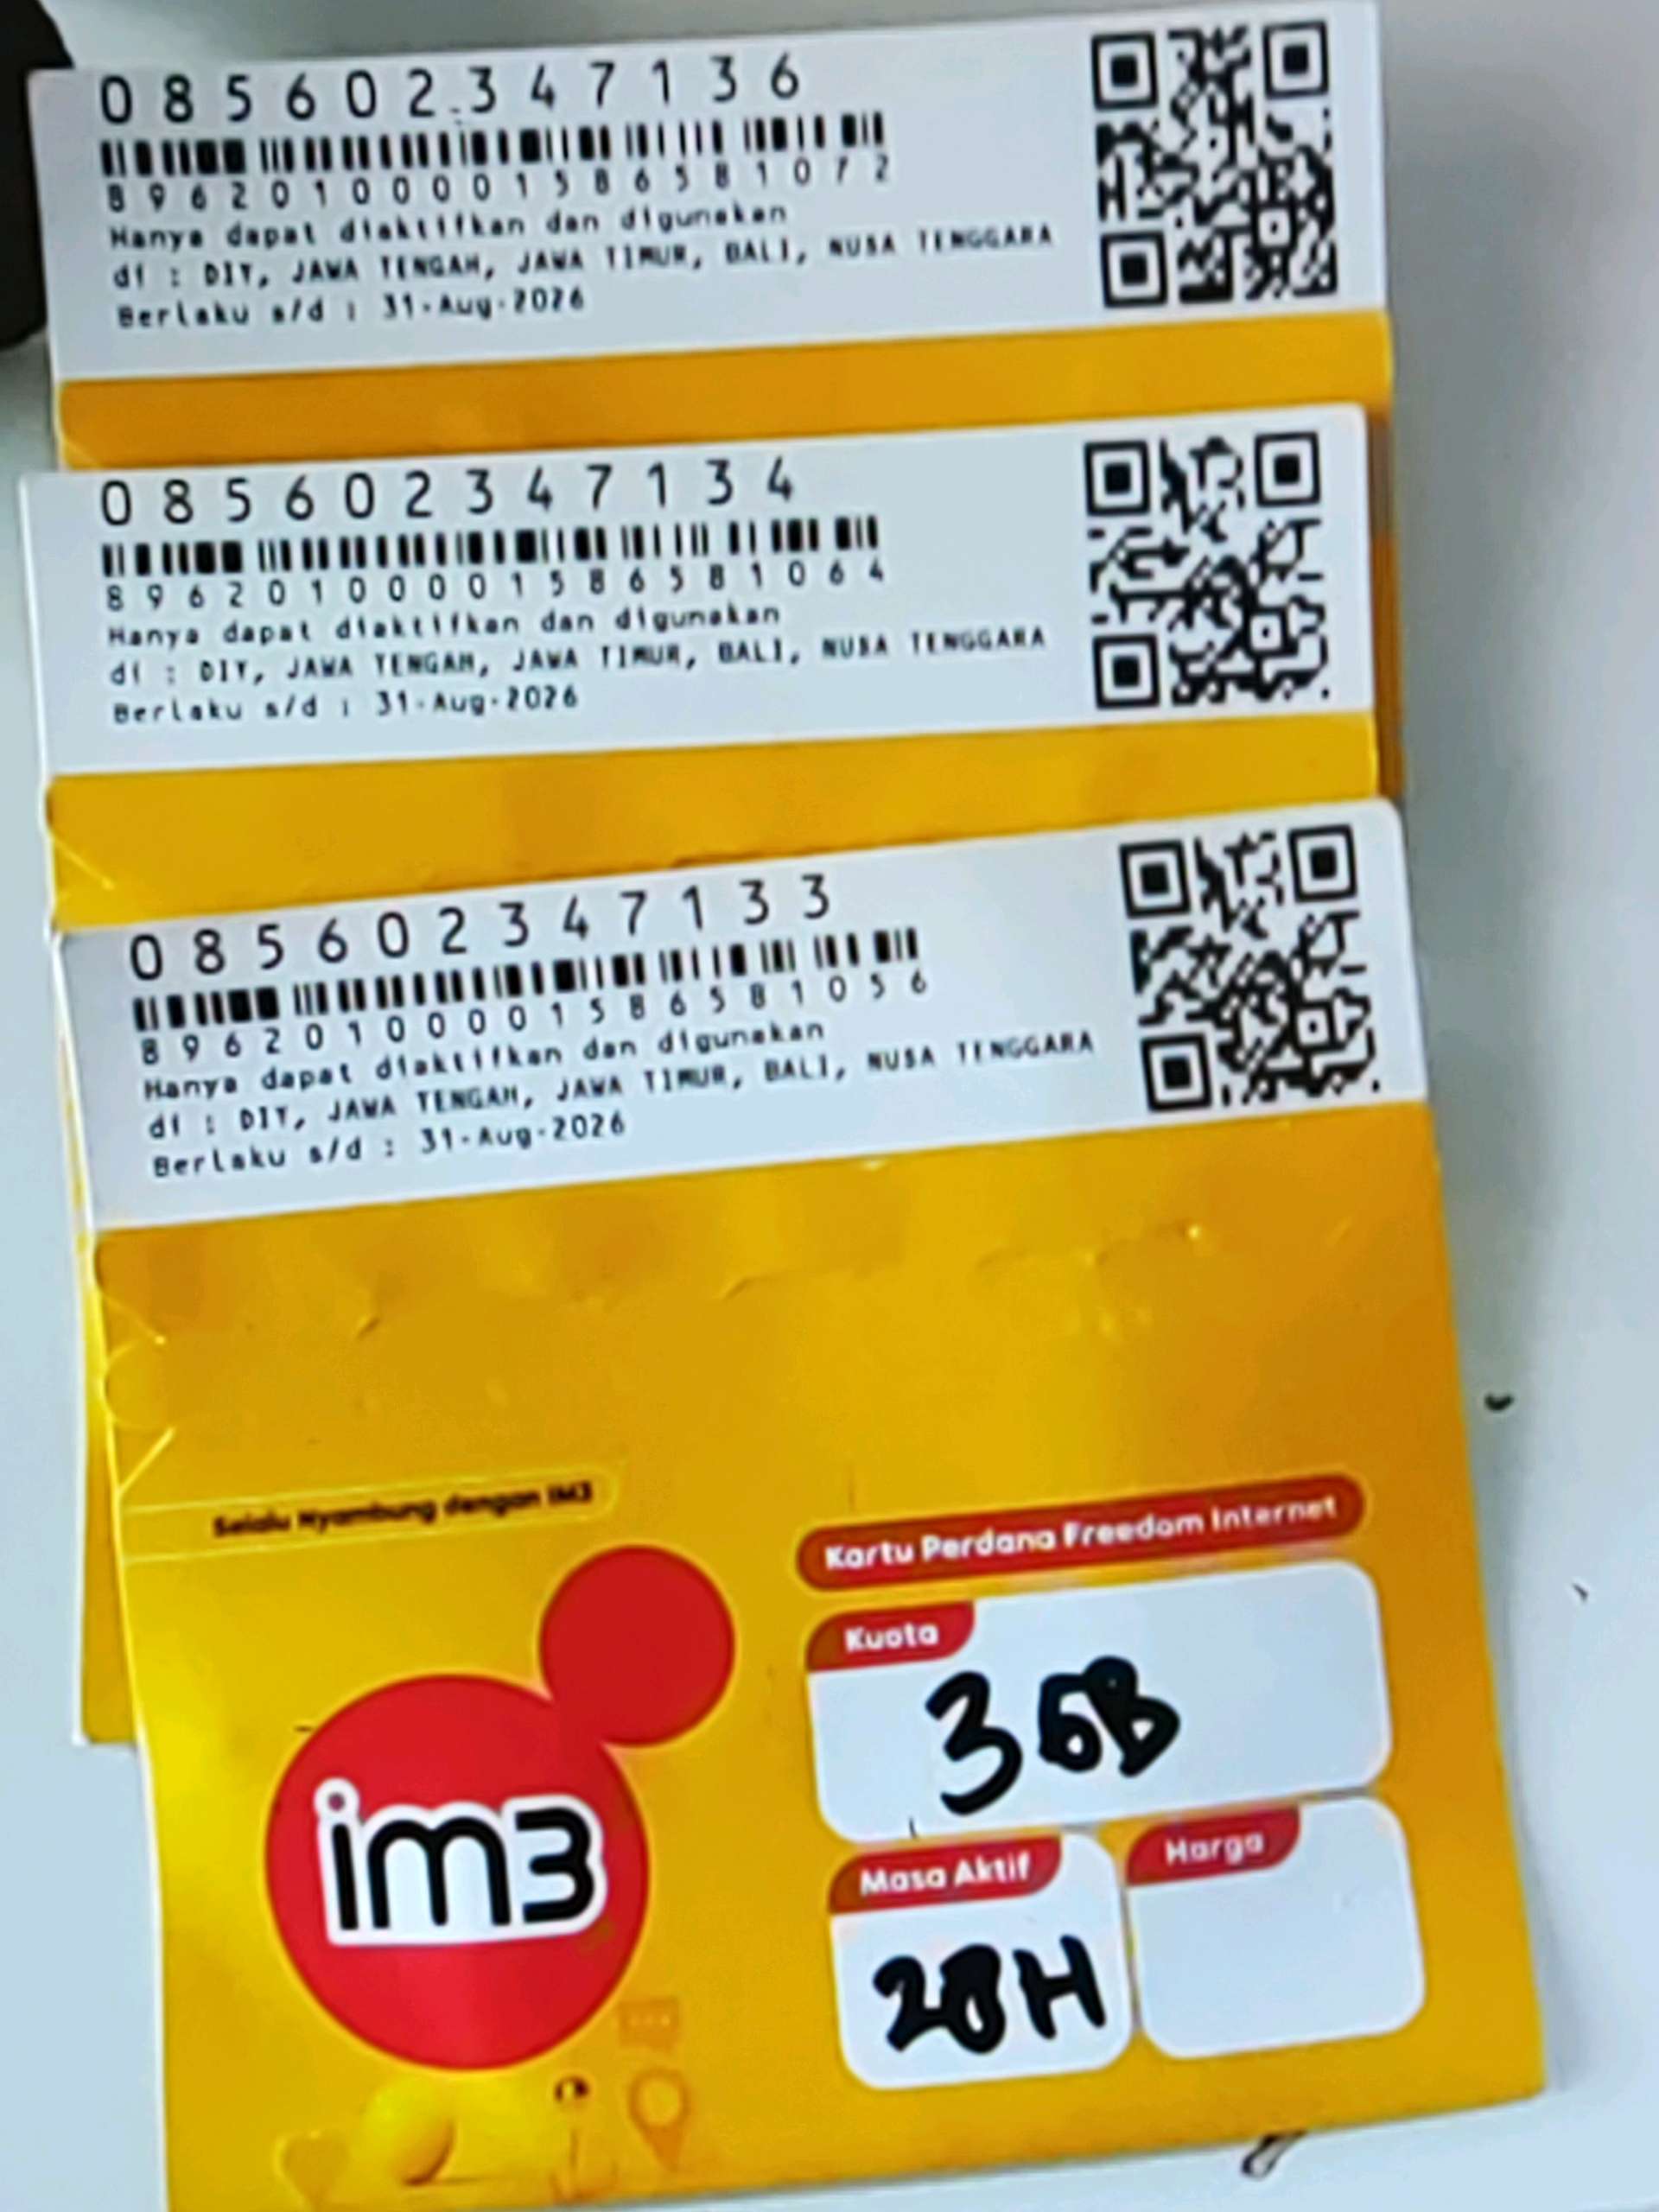 085602347136
89620100001586581072
Hanya dapat diaktifkan dan digunakan
di : DIY, JAWA TENGAH, JAWA TIMUR, BALI, NUSA TENGGARA
Berlaku s/d : 31-Aug-2026
085602347134
89620100001586581064
Hanya dapat diaktifkan dan digunakan
di : DIY, JAWA TENGAH, JAWA TIMUR, BALI, NUSA TENGGARA
Berlaku s/d : 31-Aug-2026
085602347133
89620100001586581056
Hanya dapat diaktifkan dan digunakan
di : DIY, JAWA TENGAH, JAWA TIMUR, BALI, NUSA TENGGARA
Berlaku s/d : 31-Aug-2026
Selalu Nyambung dengan IM3
Kartu Perdana Freedom Internet
Kuota
3 GB
im3
Masa Aktif
28H
Harga